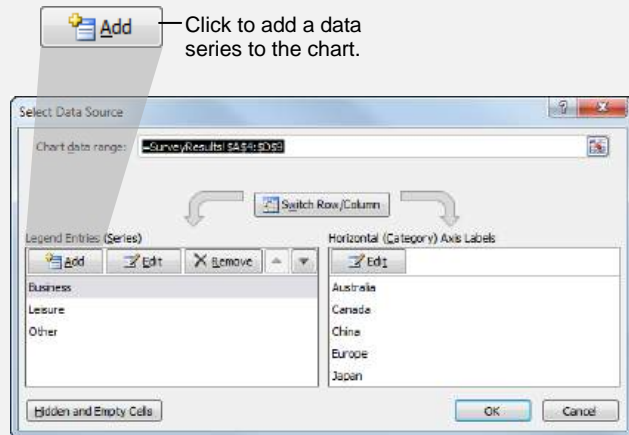 Add
Click to add a data
series to the chart.
Select Data Source
Chart data range: =SurveyResults!$A$4:$D$9
Switch Row/Column
Legend Entries (Series)
Horizontal (Category) Axis Labels
Add Edit Remove
Edit
Business
Leisure
Other
Australia
Canada
China
Europe
Japan
Hidden and Empty Cells
OK Cancel